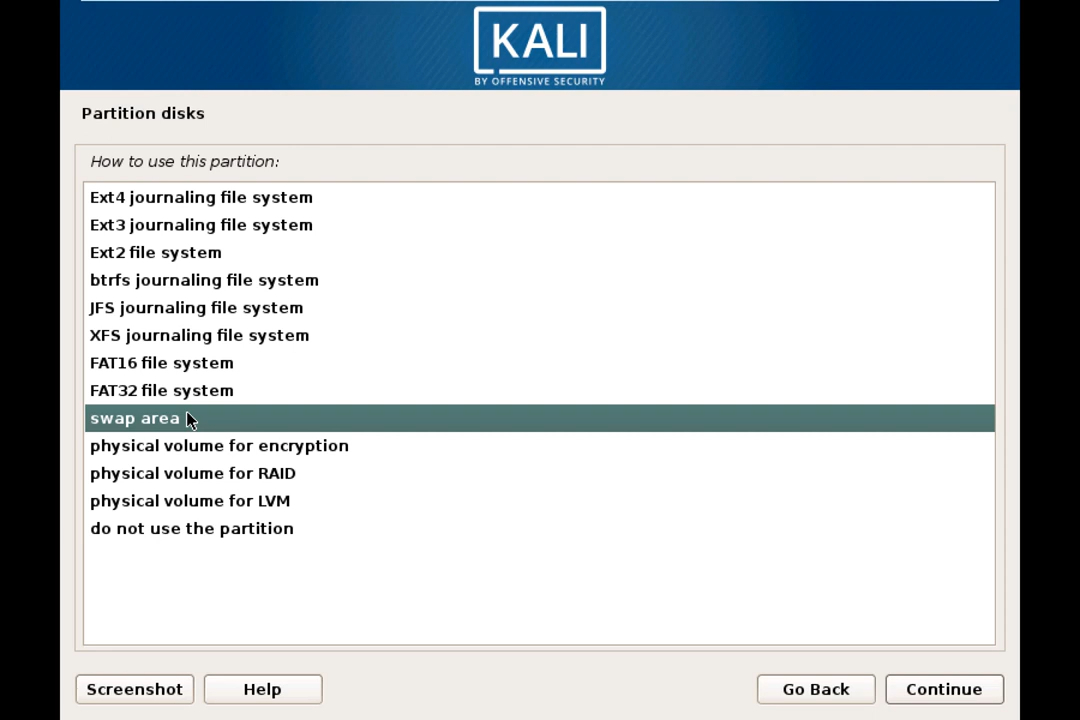 KALI
BY OFFENSIVE SECURITY
Partition disks
How to use this partition:
Ext4 journaling file system
Ext3 journaling file system
Ext2 file system
btrfs journaling file system
JFS journaling file system
XFS journaling file system
FAT16 file system
FAT32 file system
swap area
physical volume for encryption
physical volume for RAID
physical volume for LVM
do not use the partition
Screenshot Help Go Back Continue